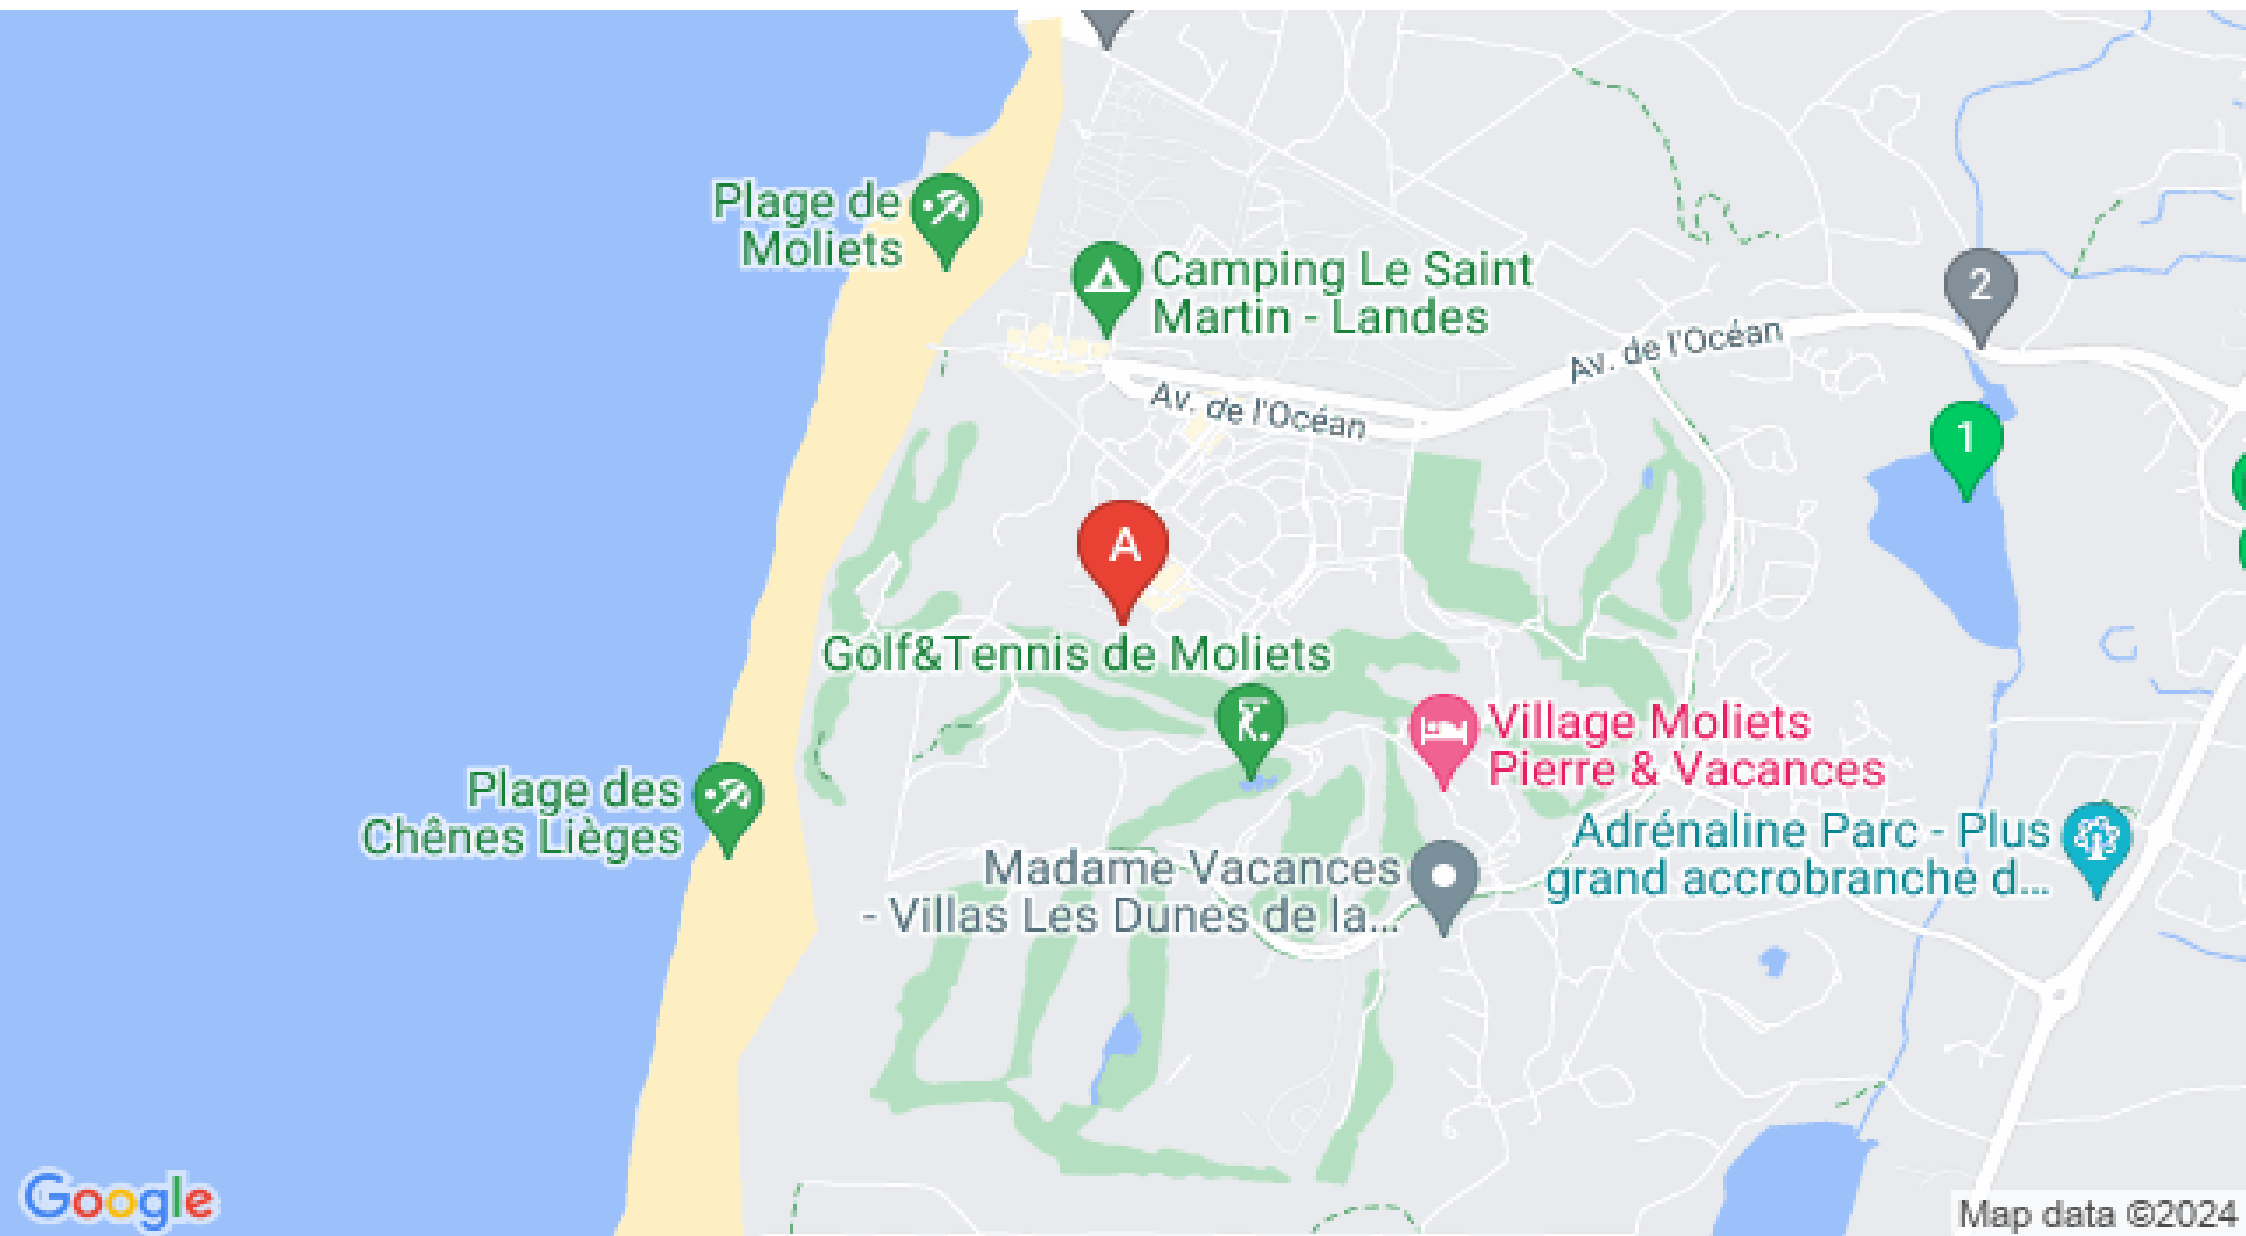 Plage de
Moliets
Camping Le Saint
Martin - Landes
2
Av. de l'Océan
Av. de l'Océan
1
A
Golf&Tennis de Moliets
Village Moliets
Pierre & Vacances
Plage des
Chênes Lièges
Adrénaline Parc - Plus
grand accrobranche d...
Madame Vacances
- Villas Les Dunes de la...
Google
Map data ©2024